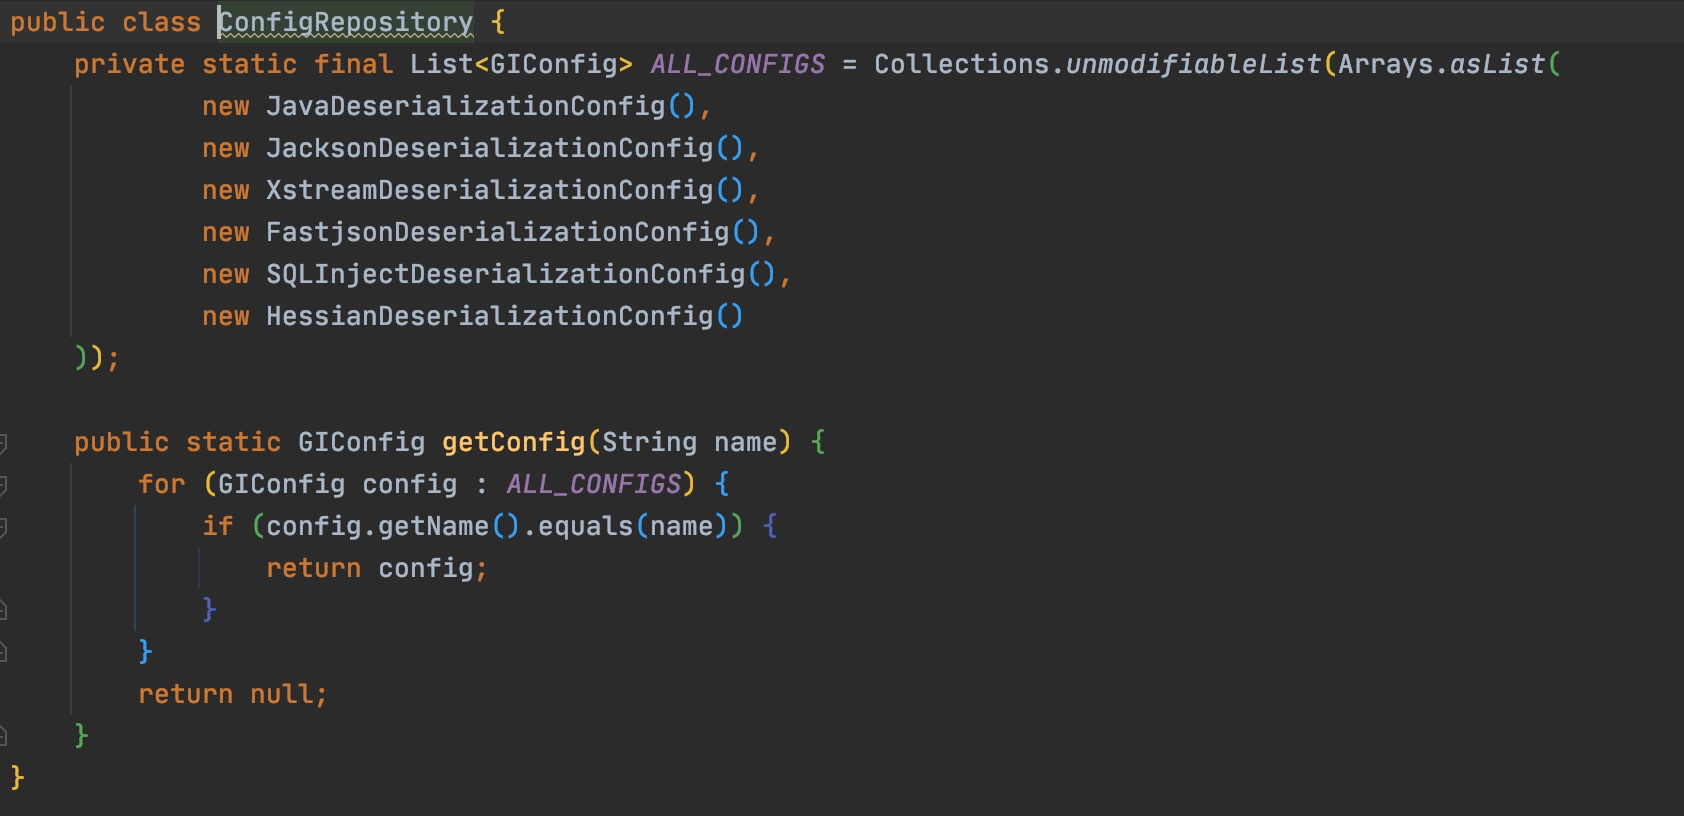 public class ConfigRepository {
    private static final List<GIConfig> ALL_CONFIGS = Collections.unmodifiableList(Arrays.asList(
            new JavaDeserializationConfig(),
            new JacksonDeserializationConfig(),
            new XstreamDeserializationConfig(),
            new FastjsonDeserializationConfig(),
            new SQLInjectDeserializationConfig(),
            new HessianDeserializationConfig()
    ));

    public static GIConfig getConfig(String name) {
        for (GIConfig config : ALL_CONFIGS) {
            if (config.getName().equals(name)) {
                return config;
            }
        }
        return null;
    }
}